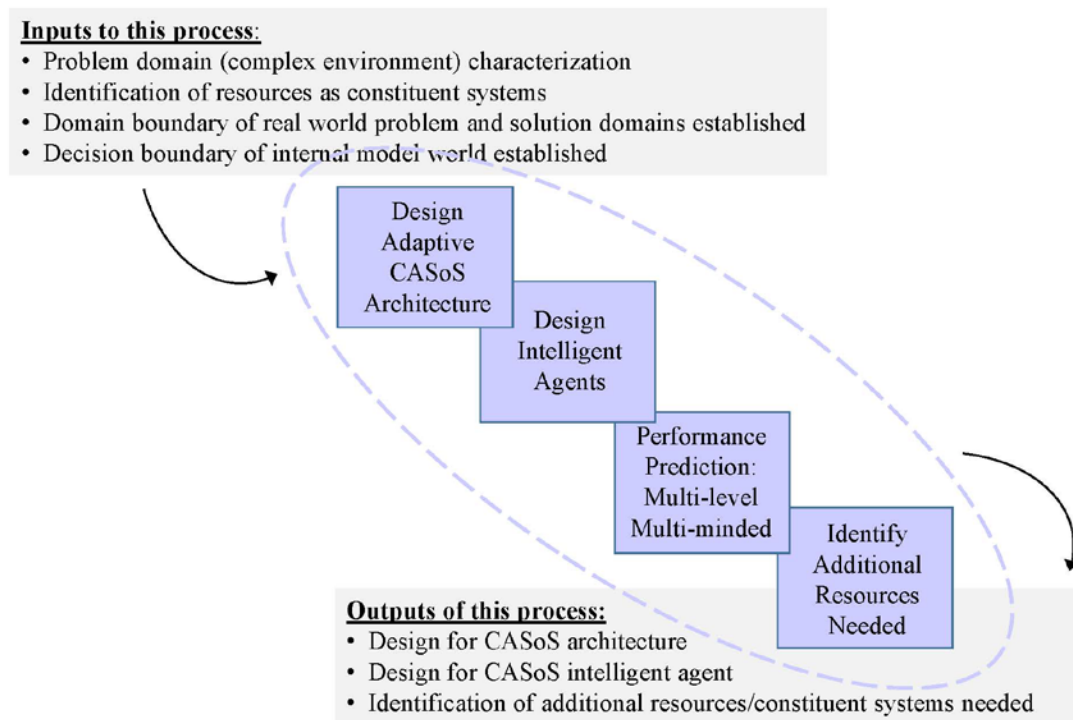 Inputs to this process:
• Problem domain (complex environment) characterization
• Identification of resources as constituent systems
• Domain boundary of real world problem and solution domains established
• Decision boundary of internal model world established
Design
Adaptive
CASoS
Architecture
Design
Intelligent
Agents
Performance
Prediction:
Multi-level
Multi-minded
Identify
Additional
Resources
Needed
Outputs of this process:
• Design for CASoS architecture
• Design for CASoS intelligent agent
• Identification of additional resources/constituent systems needed